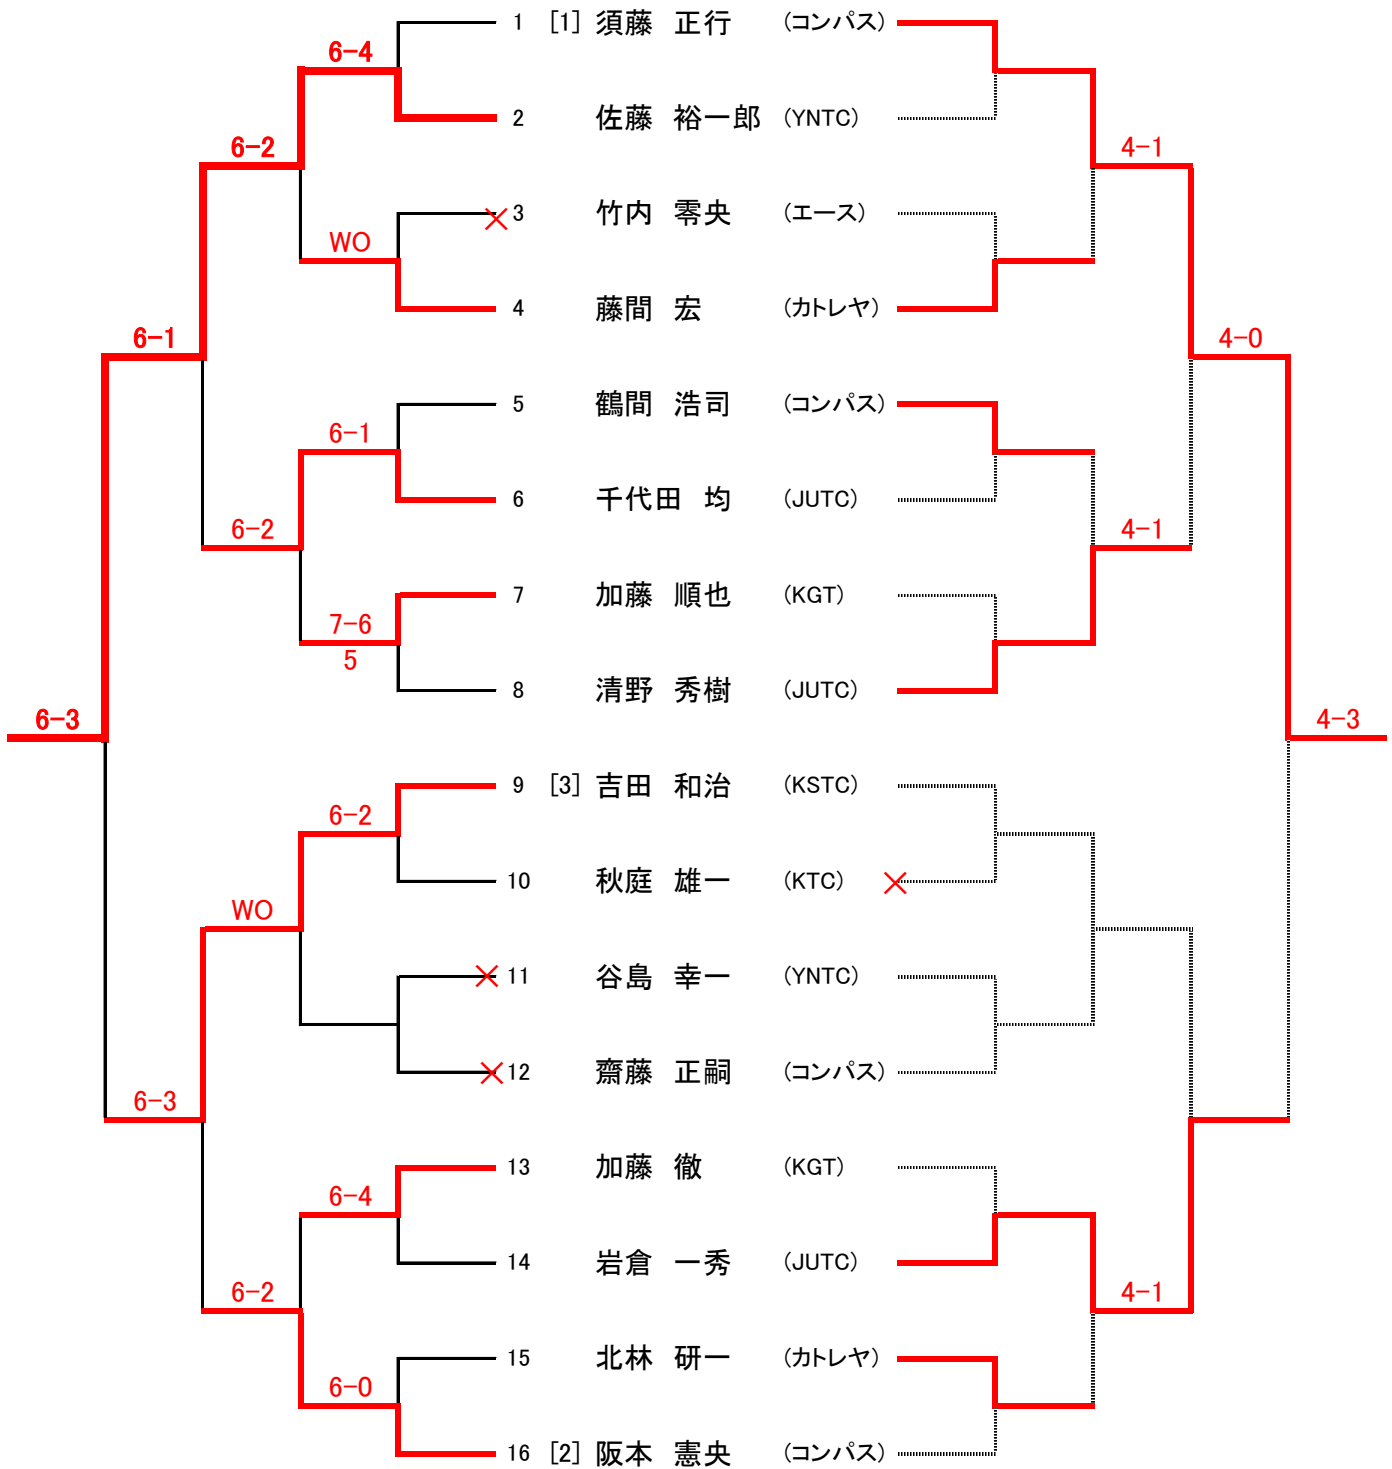 1 [1] 須藤 正行 (コンパス)
6-4
2 佐藤 裕一郎 (YNTC)
6-2 4-1
3 竹内 零央 (エース)
WO
4 藤間 宏 (カトレヤ)
6-1 4-0
5 鶴間 浩司 (コンパス)
6-1
6 千代田 均 (JUTC)
6-2 4-1
7 加藤 順也 (KGT)
7-6
5
8 清野 秀樹 (JUTC)
6-3 4-3
9 [3] 吉田 和治 (KSTC)
6-2
10 秋庭 雄一 (KTC)
WO
11 谷島 幸一 (YNTC)
12 齋藤 正嗣 (コンパス)
6-3
13 加藤 徹 (KGT)
6-4
14 岩倉 一秀 (JUTC)
6-2 4-1
15 北林 研一 (カトレヤ)
6-0
16 [2] 阪本 憲央 (コンパス)